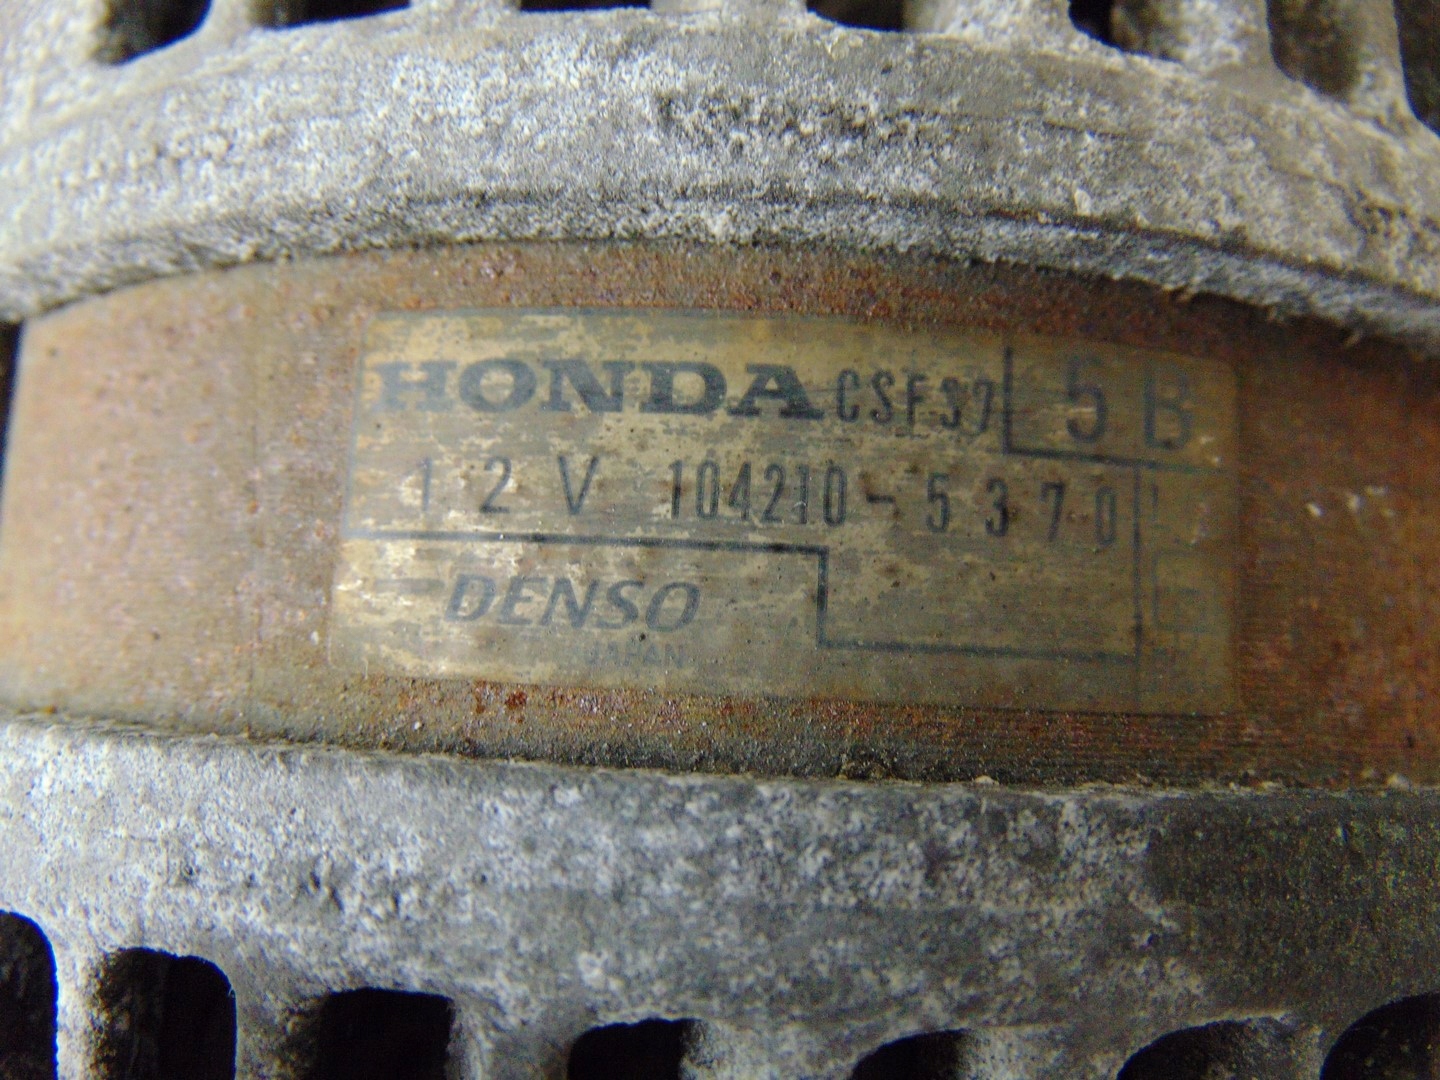 HONDA CSF37 5B
12V 104210-5370
DENSO
JAPAN